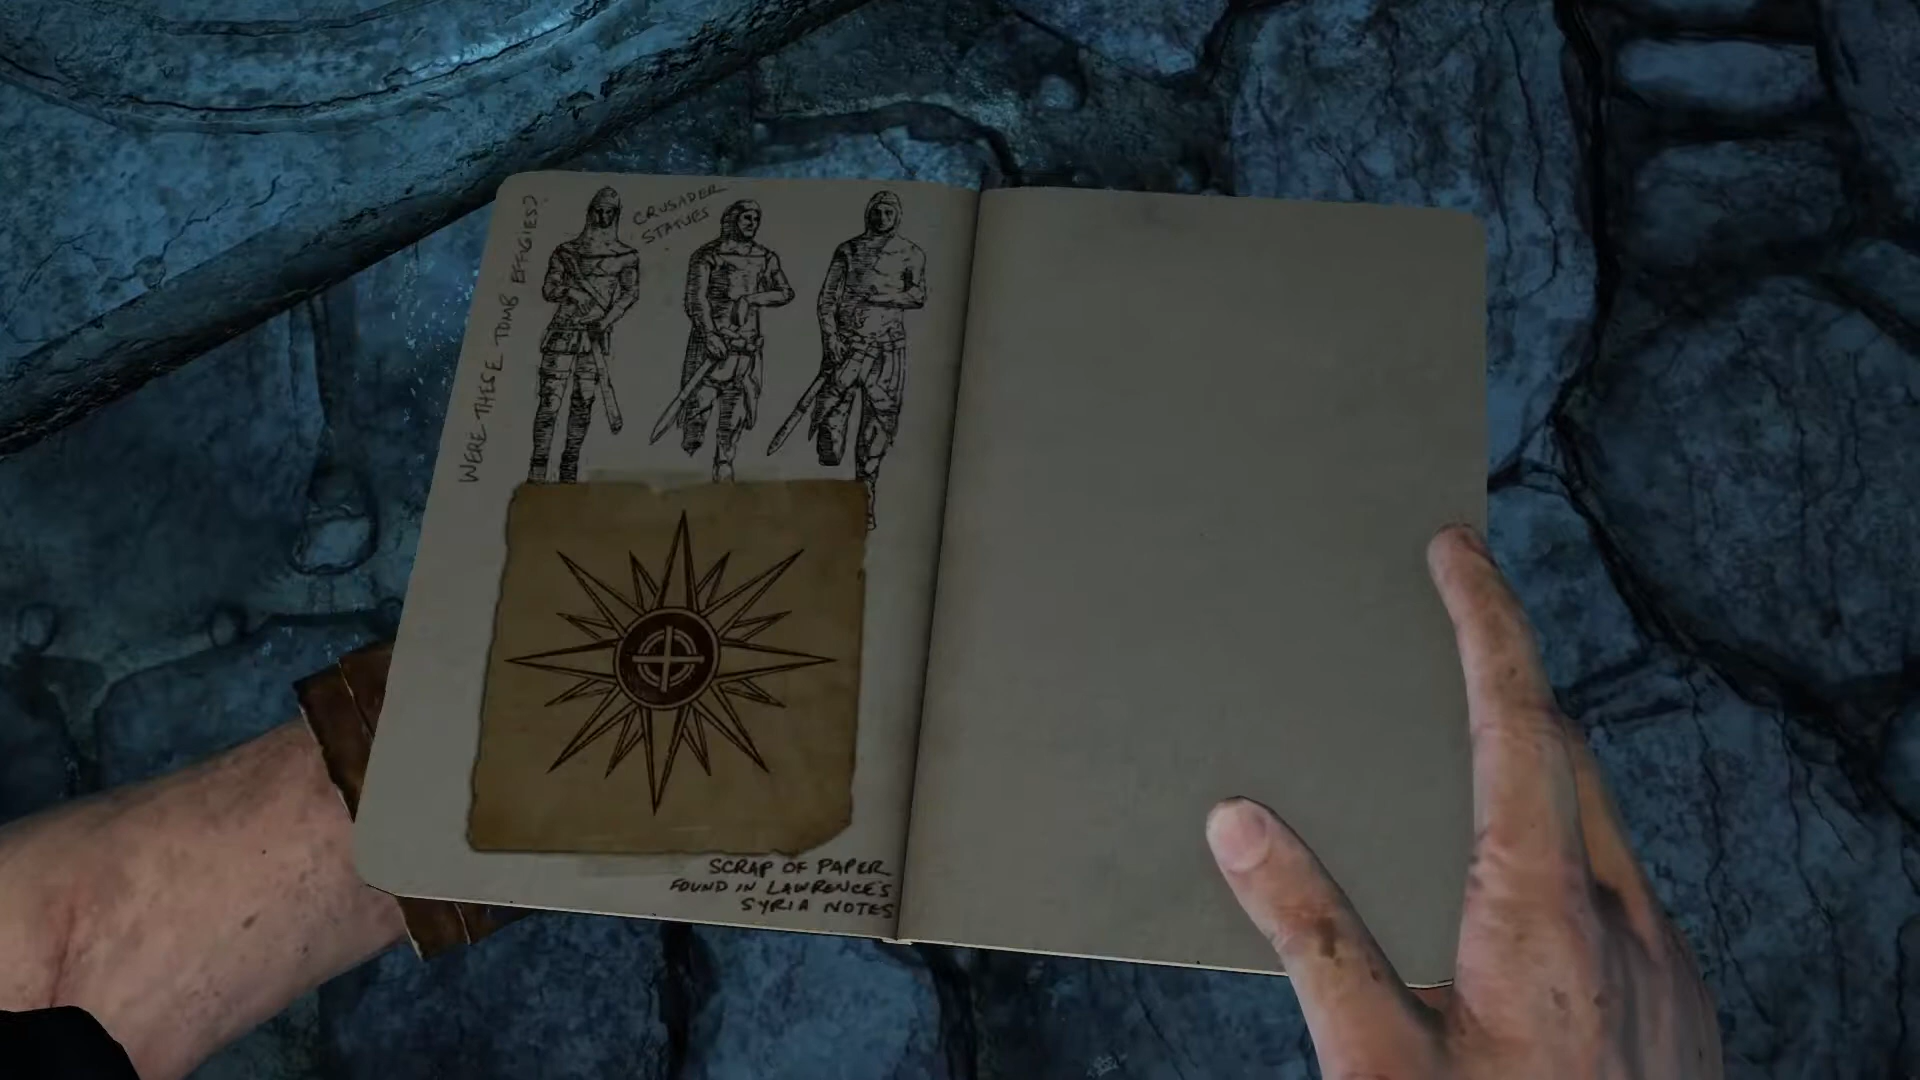 WERE THESE TOMB EFFIGIES?
CRUSADER
STATUES
SCRAP OF PAPER
FOUND IN LAWRENCE'S
SYRIA NOTES